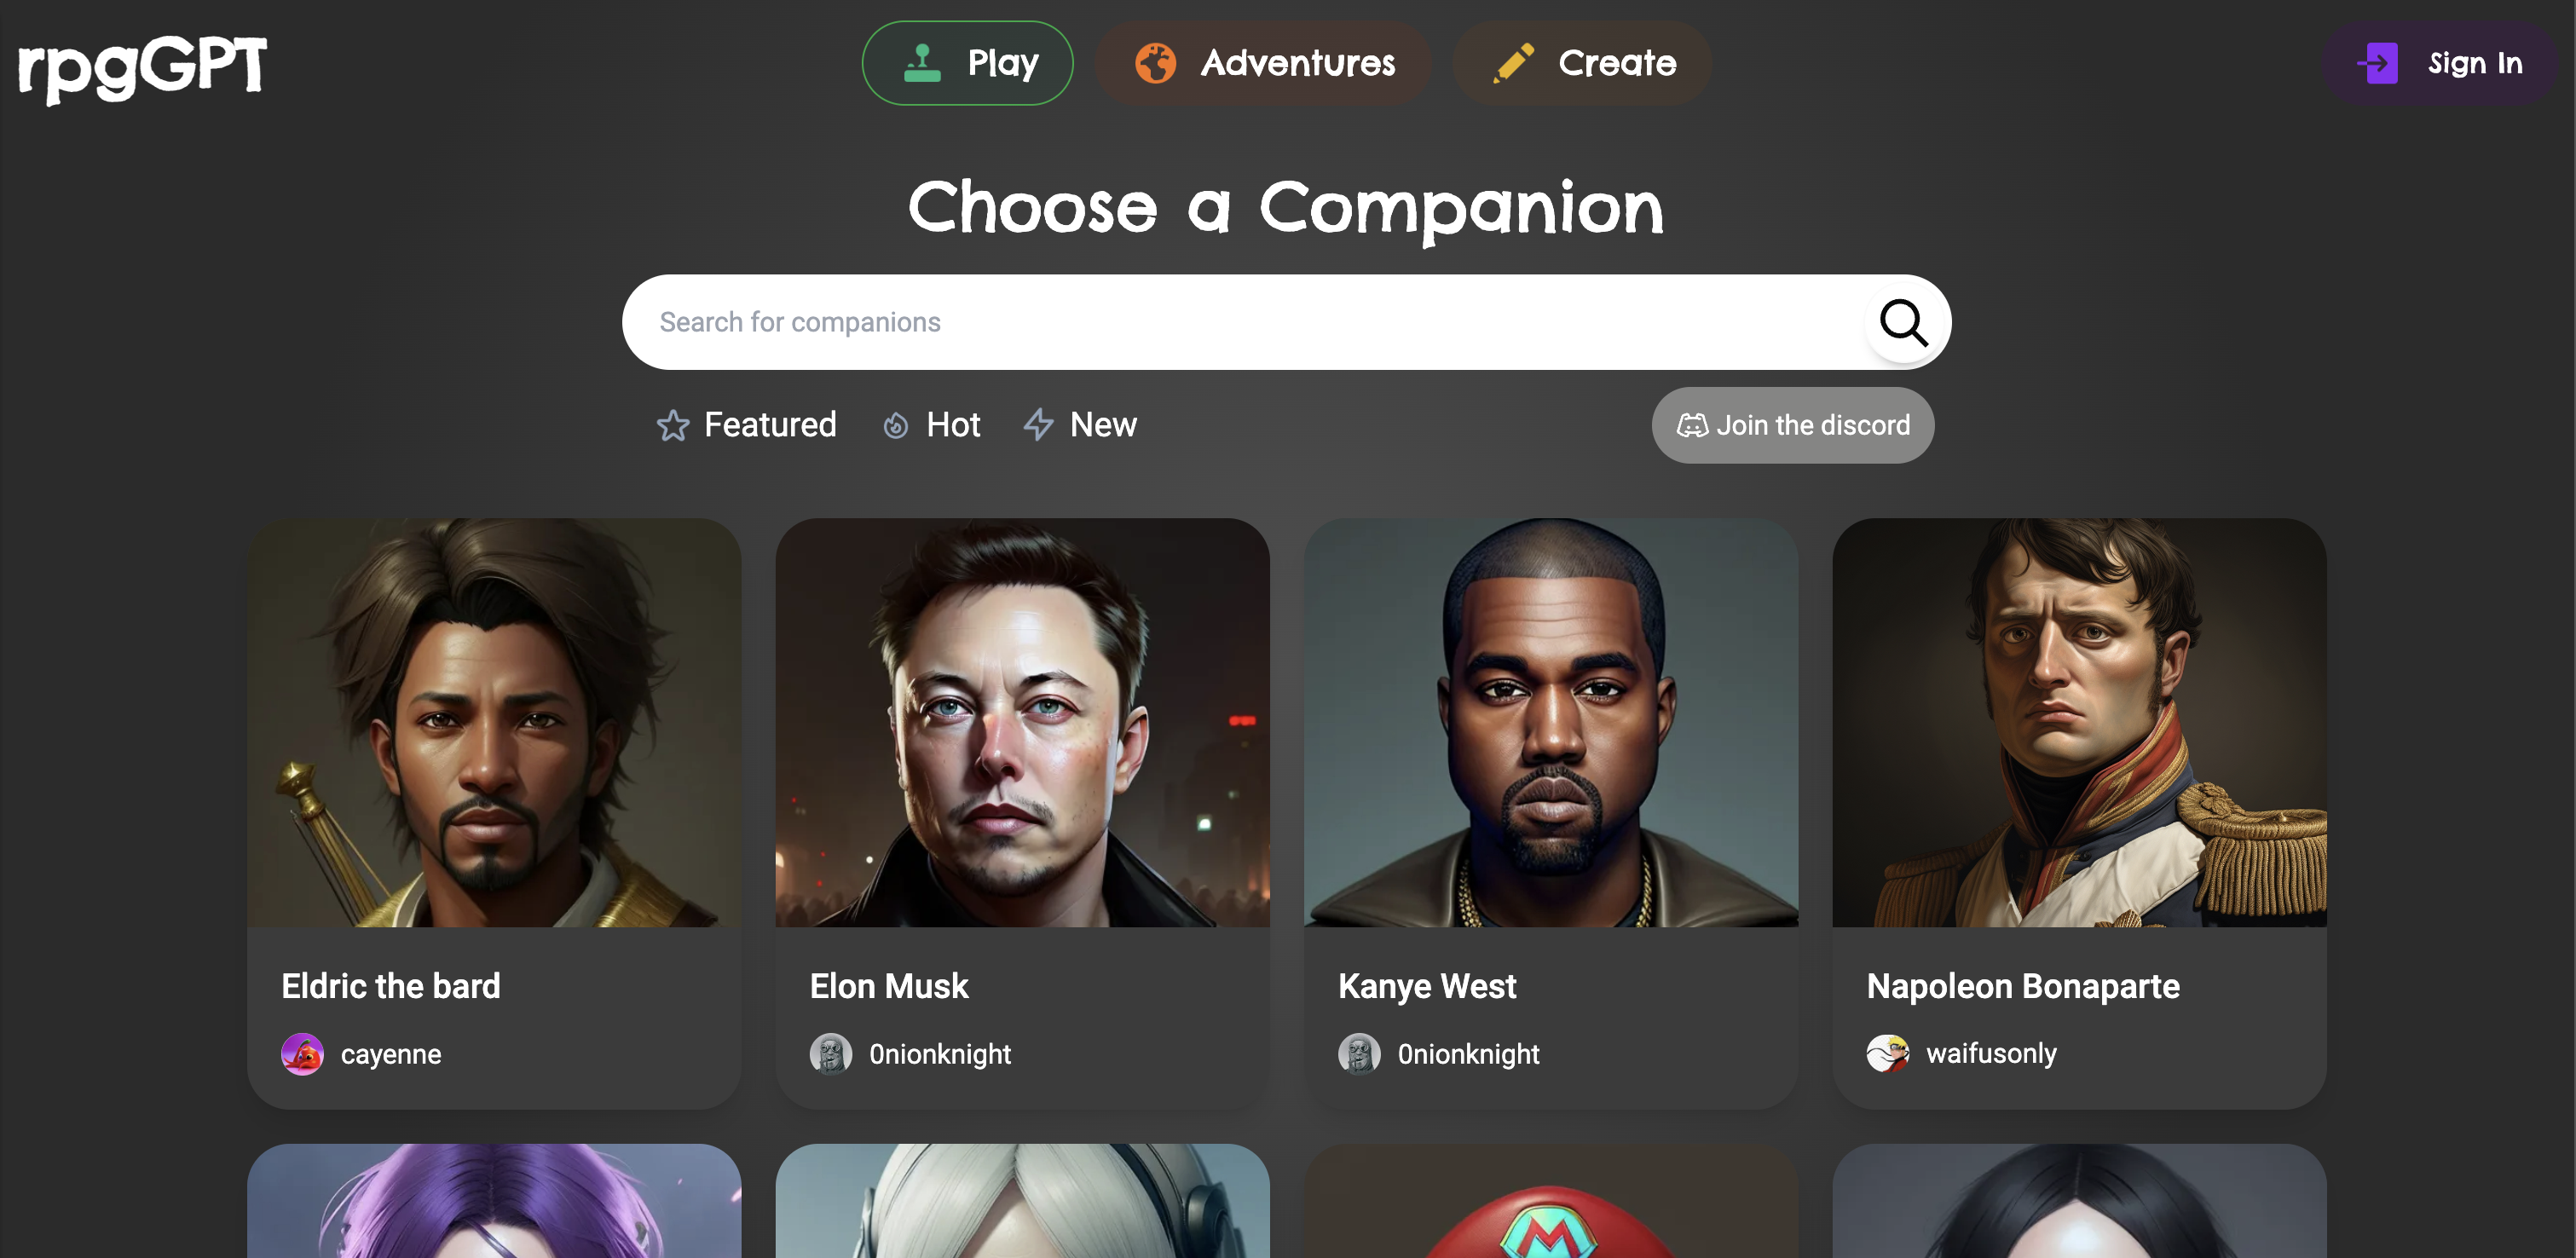 rpgGPT
Play
Adventures
Create
Sign In
Choose a Companion
Search for companions
Featured
Hot
New
Join the discord
Eldric the bard
Elon Musk
Kanye West
Napoleon Bonaparte
cayenne
0nionknight
0nionknight
waifusonly
M